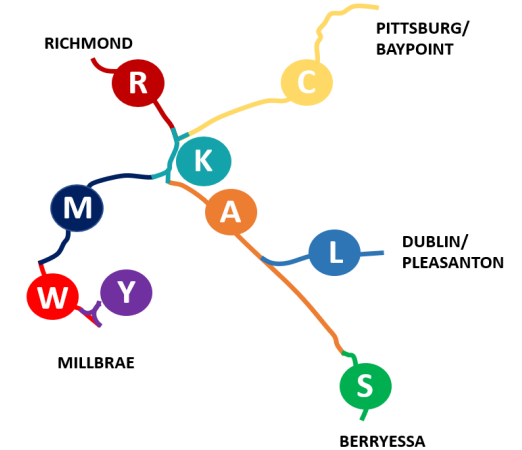 PITTSBURG/
BAYPOINT
RICHMOND
R
C
K
M
A
DUBLIN/
PLEASANTON
L
W
Y
MILLBRAE
S
BERRYESSA